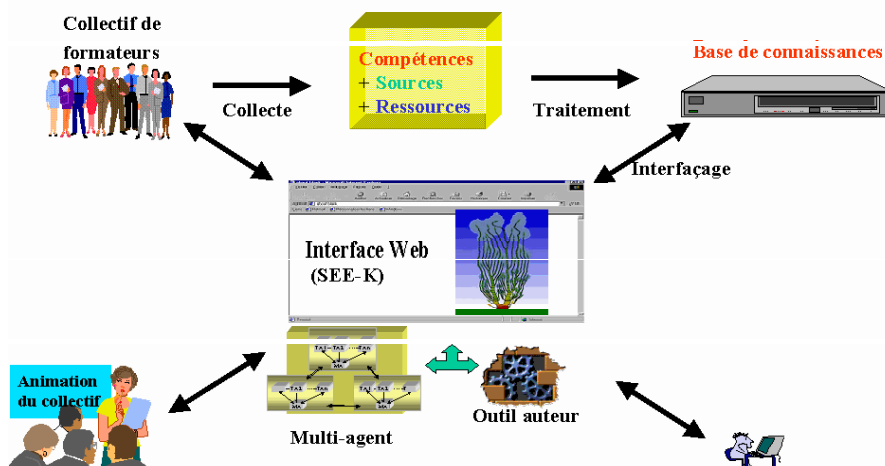 Collectif de
formateurs
Compétences
+ Sources
+ Ressources
Base de connaissances
Collecte
Traitement
Interfaçage
Interface Web
(SEE-K)
Animation
du collectif
Multi-agent
Outil auteur